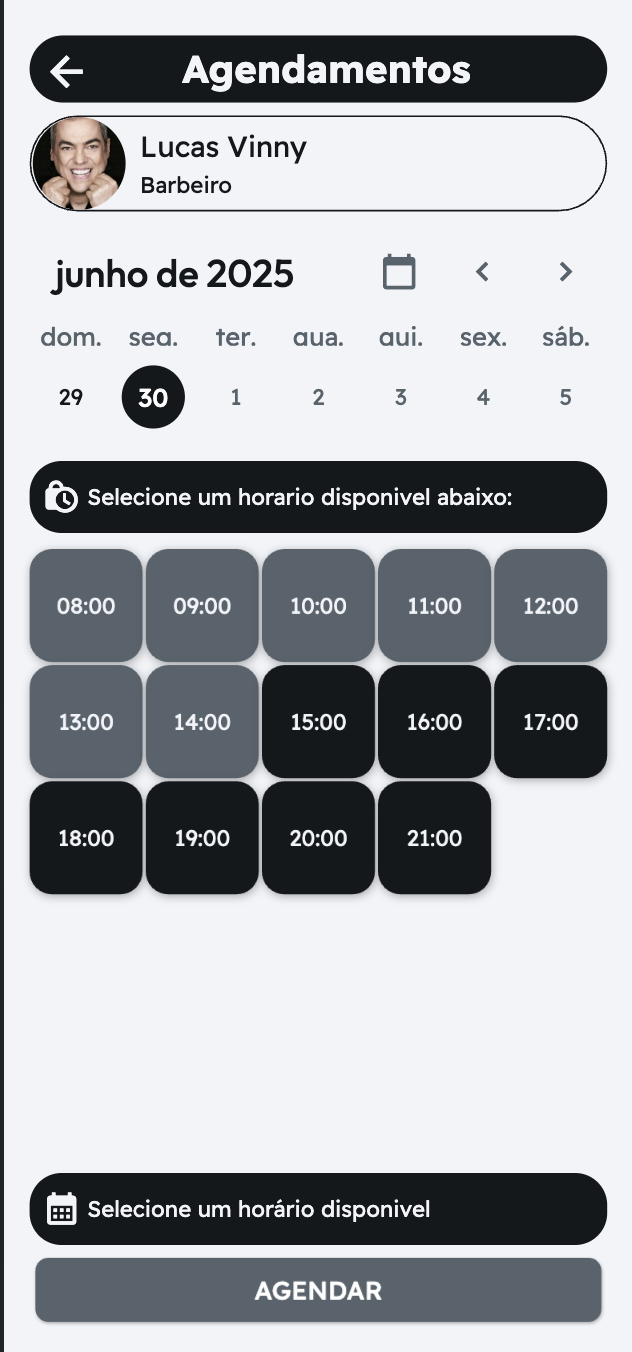 Agendamentos
Lucas Vinny
Barbeiro
junho de 2025
dom. seg. ter. qua. qui. sex. sáb.
29 30 1 2 3 4 5
Selecione um horario disponivel abaixo:
08:00 09:00 10:00 11:00 12:00
13:00 14:00 15:00 16:00 17:00
18:00 19:00 20:00 21:00
Selecione um horário disponivel
AGENDAR